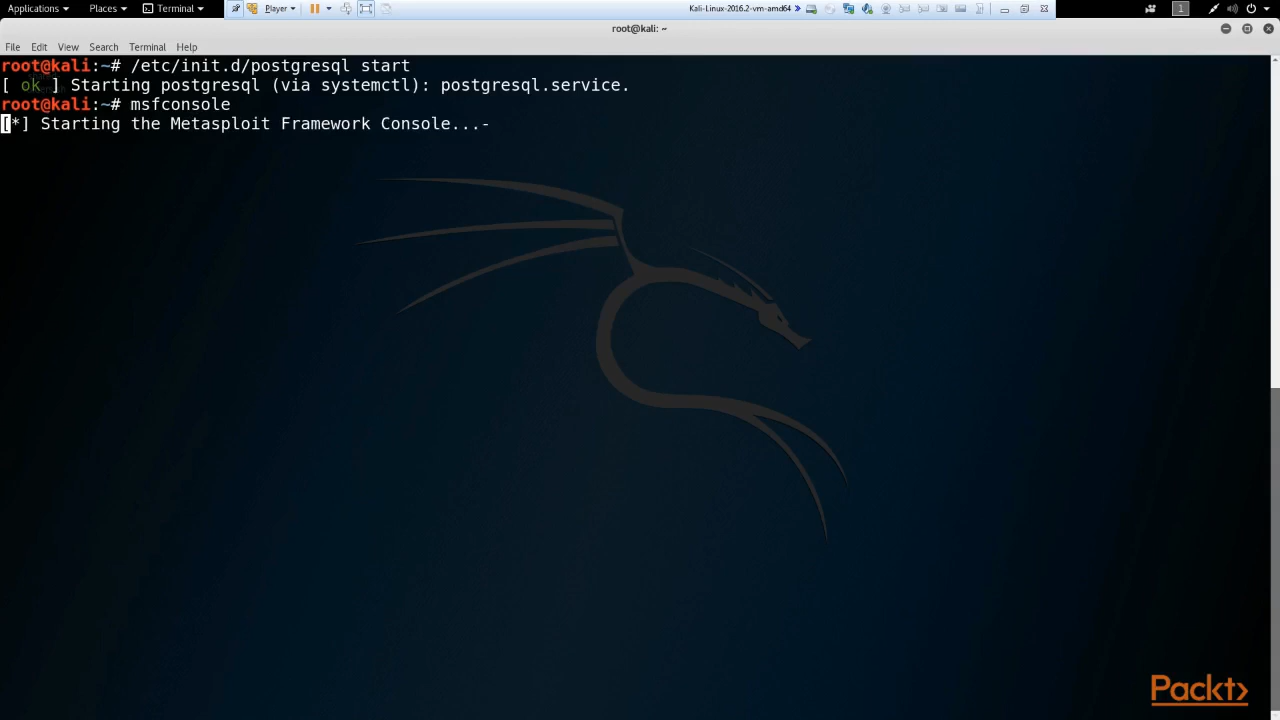 Applications Places Terminal Player Kali-Linux-2016.2-vm-amd64 1
root@kali: ~
File Edit View Search Terminal Help
root@kali:~# /etc/init.d/postgresql start
[ ok ] Starting postgresql (via systemctl): postgresql.service.
root@kali:~# msfconsole
[*] Starting the Metasploit Framework Console...-
Packt>